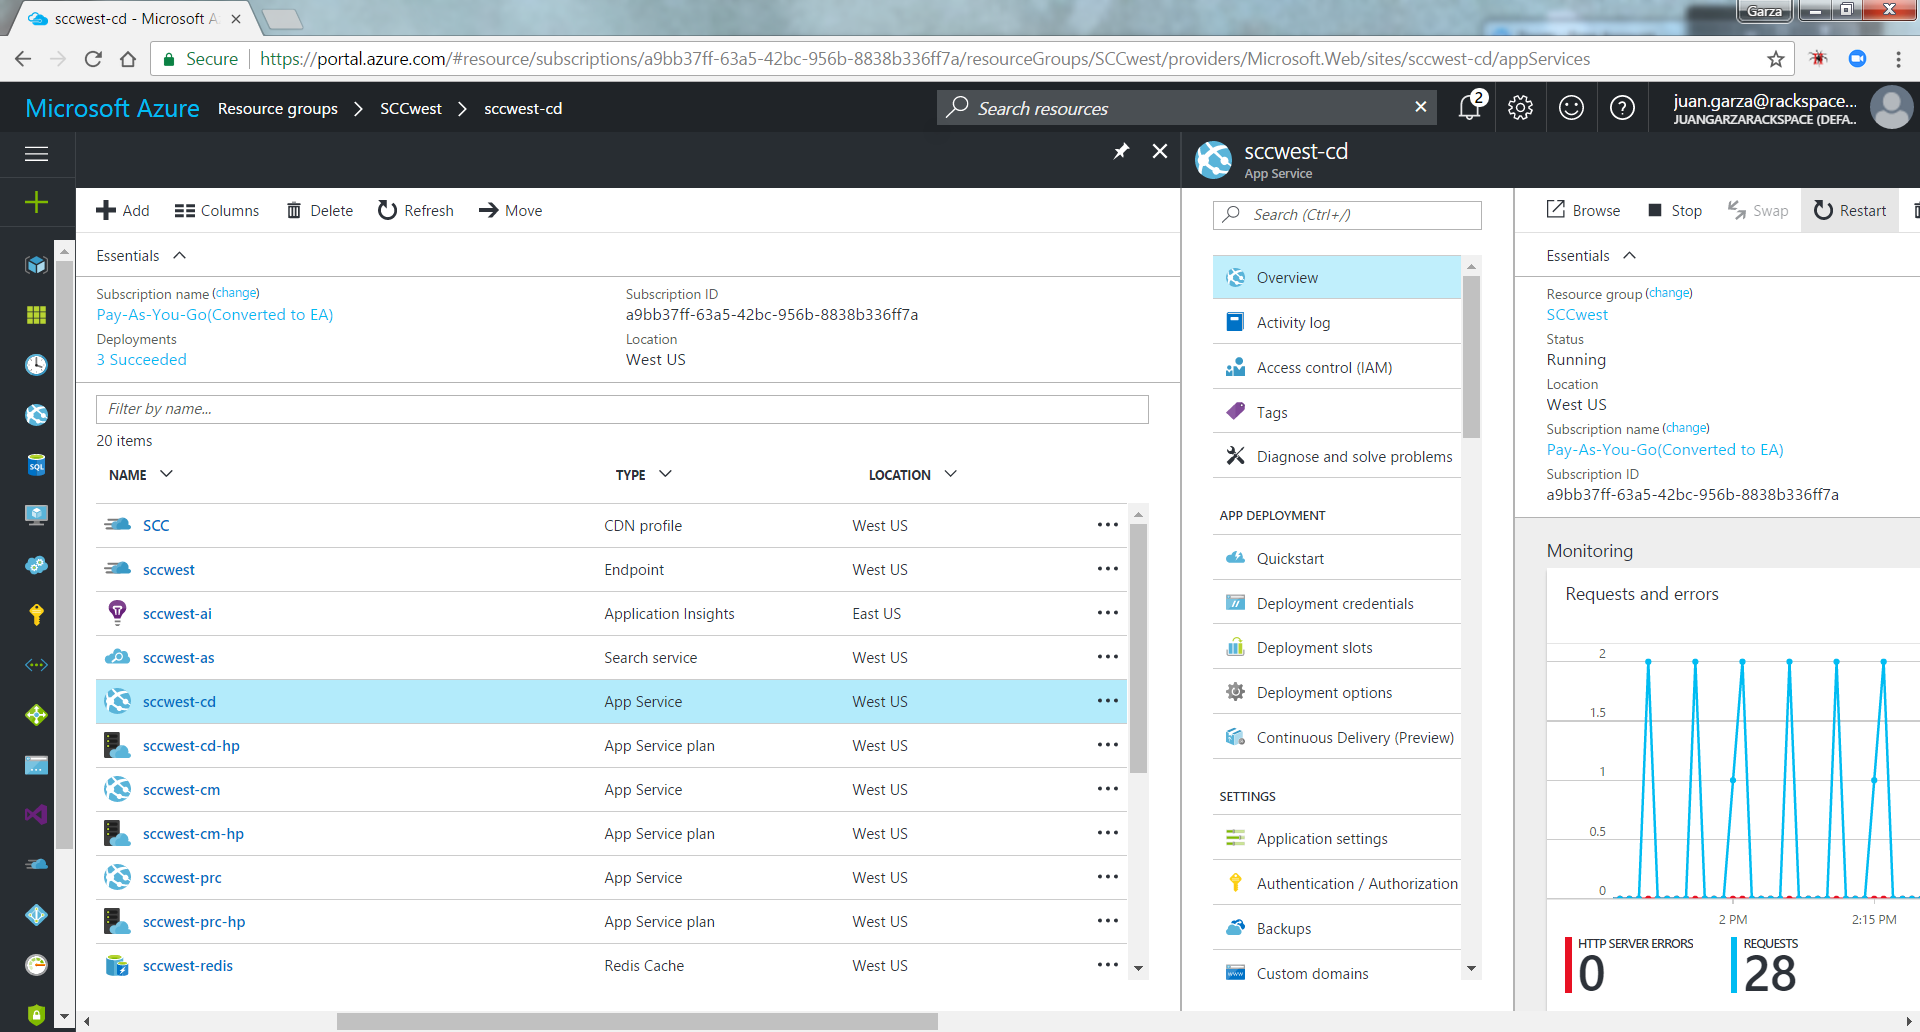 sccwest-cd - Microsoft A
Garza
Secure
https://portal.azure.com/#resource/subscriptions/a9bb37ff-63a5-42bc-956b-8838b336ff7a/resourceGroups/SCCwest/providers/Microsoft.Web/sites/sccwest-cd/appServices
Microsoft Azure
Resource groups > SCCwest > sccwest-cd
Search resources
2
juan.garza@rackspace...
JUANGARZARACKSPACE (DEFA..
sccwest-cd
App Service
Add
Columns
Delete
Refresh
Move
Essentials
Subscription name (change)
Pay-As-You-Go(Converted to EA)
Deployments
3 Succeeded
Subscription ID
a9bb37ff-63a5-42bc-956b-8838b336ff7a
Location
West US
Filter by name...
20 items
NAME TYPE LOCATION
SCC CDN profile West US ...
sccwest Endpoint West US ...
sccwest-ai Application Insights East US ...
sccwest-as Search service West US ...
sccwest-cd App Service West US ...
sccwest-cd-hp App Service plan West US ...
sccwest-cm App Service West US ...
sccwest-cm-hp App Service plan West US ...
sccwest-prc App Service West US ...
sccwest-prc-hp App Service plan West US ...
sccwest-redis Redis Cache West US ...
SQL
Search (Ctrl+/)
Overview
Activity log
Access control (IAM)
Tags
Diagnose and solve problems
APP DEPLOYMENT
Quickstart
Deployment credentials
Deployment slots
Deployment options
Continuous Delivery (Preview)
SETTINGS
Application settings
Authentication / Authorization
Backups
Custom domains
Browse
Stop
Swap
Restart
Essentials
Resource group (change)
SCCwest
Status
Running
Location
West US
Subscription name (change)
Pay-As-You-Go(Converted to EA)
Subscription ID
a9bb37ff-63a5-42bc-956b-8838b336ff7a
Monitoring
Requests and errors
2
1.5
1
0.5
0
2 PM
2:15 PM
HTTP SERVER ERRORS
0
REQUESTS
28